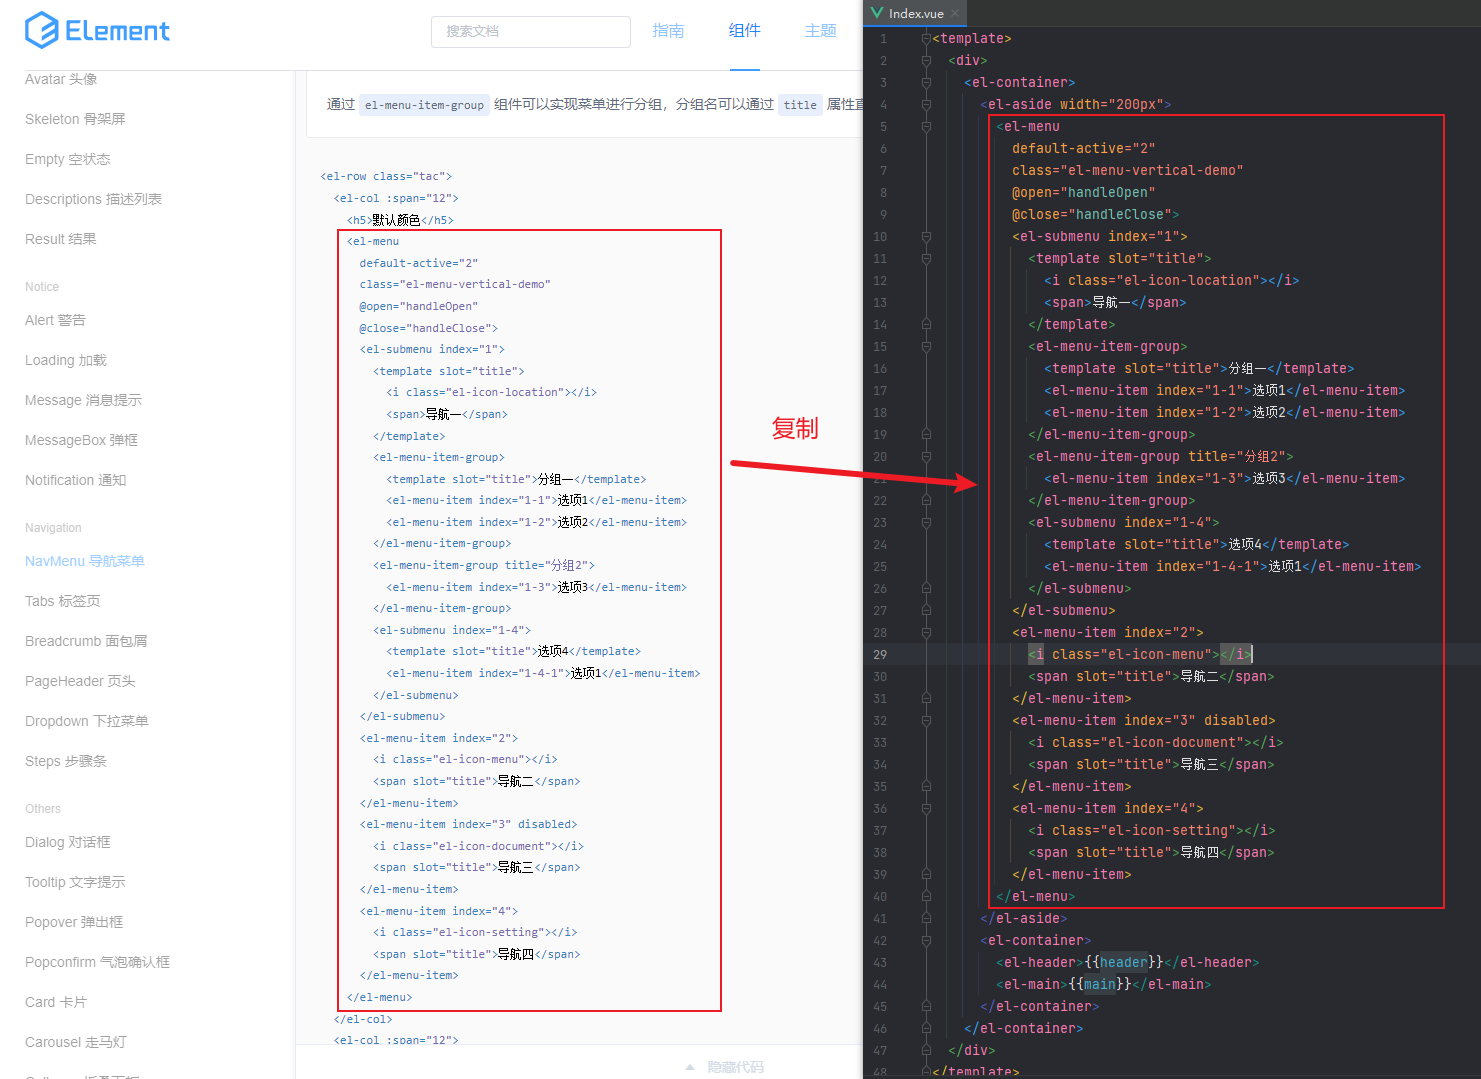 Element
搜索文档
指南
组件
主题
Avatar 头像
Skeleton 骨架屏
Empty 空状态
Descriptions 描述列表
Result 结果
Notice
Alert 警告
Loading 加载
Message 消息提示
MessageBox 弹框
Notification 通知
Navigation
NavMenu 导航菜单
Tabs 标签页
Breadcrumb 面包屑
PageHeader 页头
Dropdown 下拉菜单
Steps 步骤条
Others
Dialog 对话框
Tooltip 文字提示
Popover 弹出框
Popconfirm 气泡确认框
Card 卡片
Carousel 走马灯
通过 el-menu-item-group 组件可以实现菜单进行分组，分组名可以通过 title 属性直
<el-row class="tac">
<el-col :span="12">
<h5>默认颜色</h5>
<el-menu
default-active="2"
class="el-menu-vertical-demo"
@open="handleOpen"
@close="handleClose">
<el-submenu index="1">
<template slot="title">
<i class="el-icon-location"></i>
<span>导航一</span>
</template>
<el-menu-item-group>
<template slot="title">分组一</template>
<el-menu-item index="1-1">选项1</el-menu-item>
<el-menu-item index="1-2">选项2</el-menu-item>
</el-menu-item-group>
<el-menu-item-group title="分组2">
<el-menu-item index="1-3">选项3</el-menu-item>
</el-menu-item-group>
<el-submenu index="1-4">
<template slot="title">选项4</template>
<el-menu-item index="1-4-1">选项1</el-menu-item>
</el-submenu>
</el-submenu>
<el-menu-item index="2">
<i class="el-icon-menu"></i>
<span slot="title">导航二</span>
</el-menu-item>
<el-menu-item index="3" disabled>
<i class="el-icon-document"></i>
<span slot="title">导航三</span>
</el-menu-item>
<el-menu-item index="4">
<i class="el-icon-setting"></i>
<span slot="title">导航四</span>
</el-menu-item>
</el-menu>
</el-col>
<el-col :span="12">
隐藏代码
复制
Index.vue
1 <template>
2 <div>
3 <el-container>
4 <el-aside width="200px">
5 <el-menu
6 default-active="2"
7 class="el-menu-vertical-demo"
8 @open="handleOpen"
9 @close="handleClose">
10 <el-submenu index="1">
11 <template slot="title">
12 <i class="el-icon-location"></i>
13 <span>导航一</span>
14 </template>
15 <el-menu-item-group>
16 <template slot="title">分组一</template>
17 <el-menu-item index="1-1">选项1</el-menu-item>
18 <el-menu-item index="1-2">选项2</el-menu-item>
19 </el-menu-item-group>
20 <el-menu-item-group title="分组2">
<el-menu-item index="1-3">选项3</el-menu-item>
22 </el-menu-item-group>
23 <el-submenu index="1-4">
24 <template slot="title">选项4</template>
25 <el-menu-item index="1-4-1">选项1</el-menu-item>
26 </el-submenu>
27 </el-submenu>
28 <el-menu-item index="2">
29 <i class="el-icon-menu"></i>
30 <span slot="title">导航二</span>
31 </el-menu-item>
32 <el-menu-item index="3" disabled>
33 <i class="el-icon-document"></i>
34 <span slot="title">导航三</span>
35 </el-menu-item>
36 <el-menu-item index="4">
37 <i class="el-icon-setting"></i>
38 <span slot="title">导航四</span>
39 </el-menu-item>
40 </el-menu>
41 </el-aside>
42 <el-container>
43 <el-header>{{header}}</el-header>
44 <el-main>{{main}}</el-main>
45 </el-container>
46 </el-container>
47 </div>
48 </template>